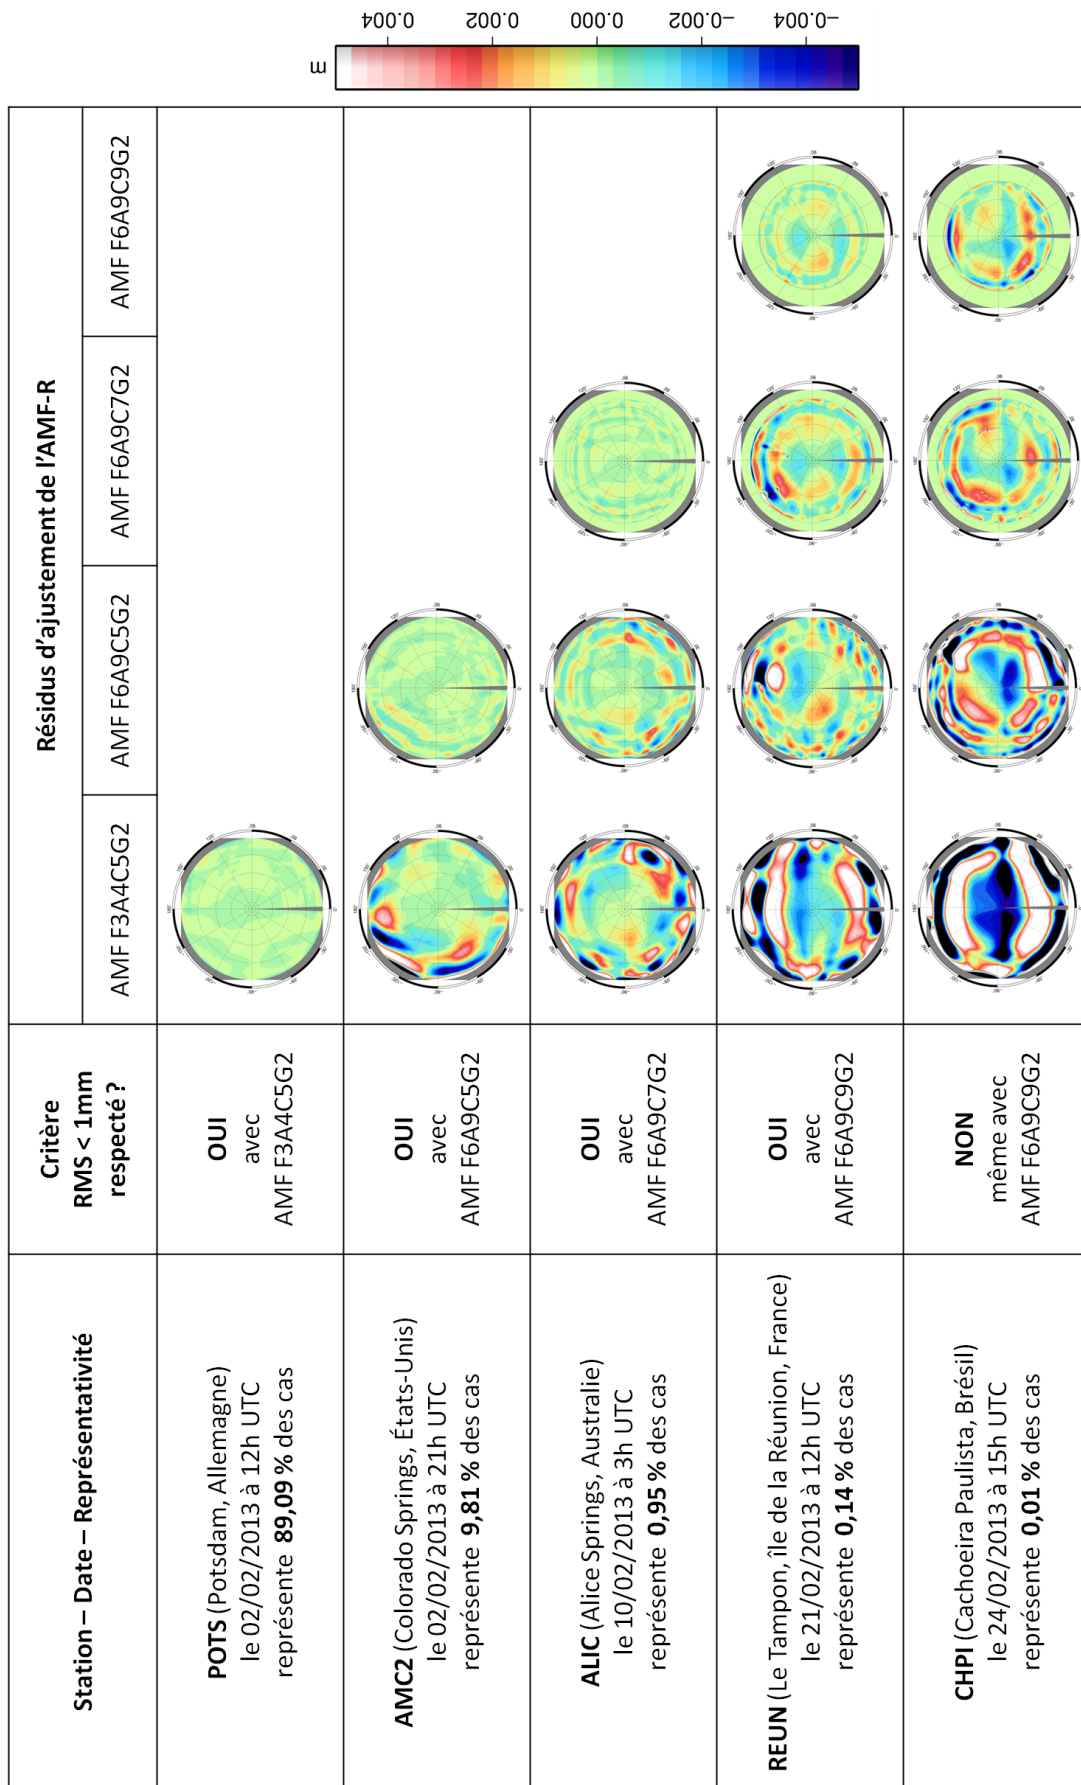 Station – Date – Représentativité
Critère
RMS < 1mm
respecté ?
Résidus d'ajustement de l'AMF-R
AMF F3A4C5G2
AMF F6A9C5G2
AMF F6A9C7G2
AMF F6A9C9G2
POTS (Potsdam, Allemagne)
le 02/02/2013 à 12h UTC
représente 89,09 % des cas
OUI
avec
AMF F3A4C5G2
AMC2 (Colorado Springs, États-Unis)
le 02/02/2013 à 21h UTC
représente 9,81 % des cas
OUI
avec
AMF F6A9C5G2
ALIC (Alice Springs, Australie)
le 10/02/2013 à 3h UTC
représente 0,95 % des cas
OUI
avec
AMF F6A9C7G2
REUN (Le Tampon, île de la Réunion, France)
le 21/02/2013 à 12h UTC
représente 0,14 % des cas
OUI
avec
AMF F6A9C9G2
CHPI (Cachoeira Paulista, Brésil)
le 24/02/2013 à 15h UTC
représente 0,01 % des cas
NON
même avec
AMF F6A9C9G2
m
0.004
0.002
0.000
−0.002
−0.004